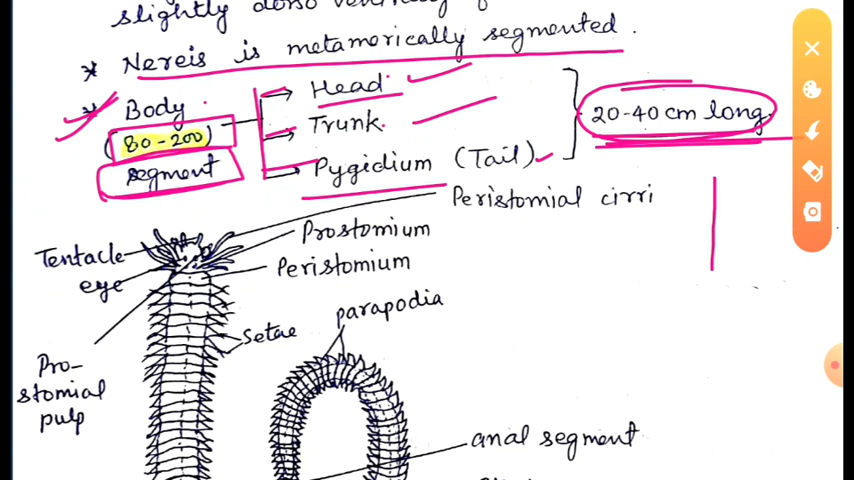 slightly dorso ventrally f
* Nereis is metamerically segmented.
* Body
(80-200)
segment
Head
Trunk
Pygidium (Tail)
20-40 cm long.
Peristomial cirri
Tentacle
Prostomium
eye
Peristomium
parapodia
Setae
Pro-
stomial
pulp
anal segment